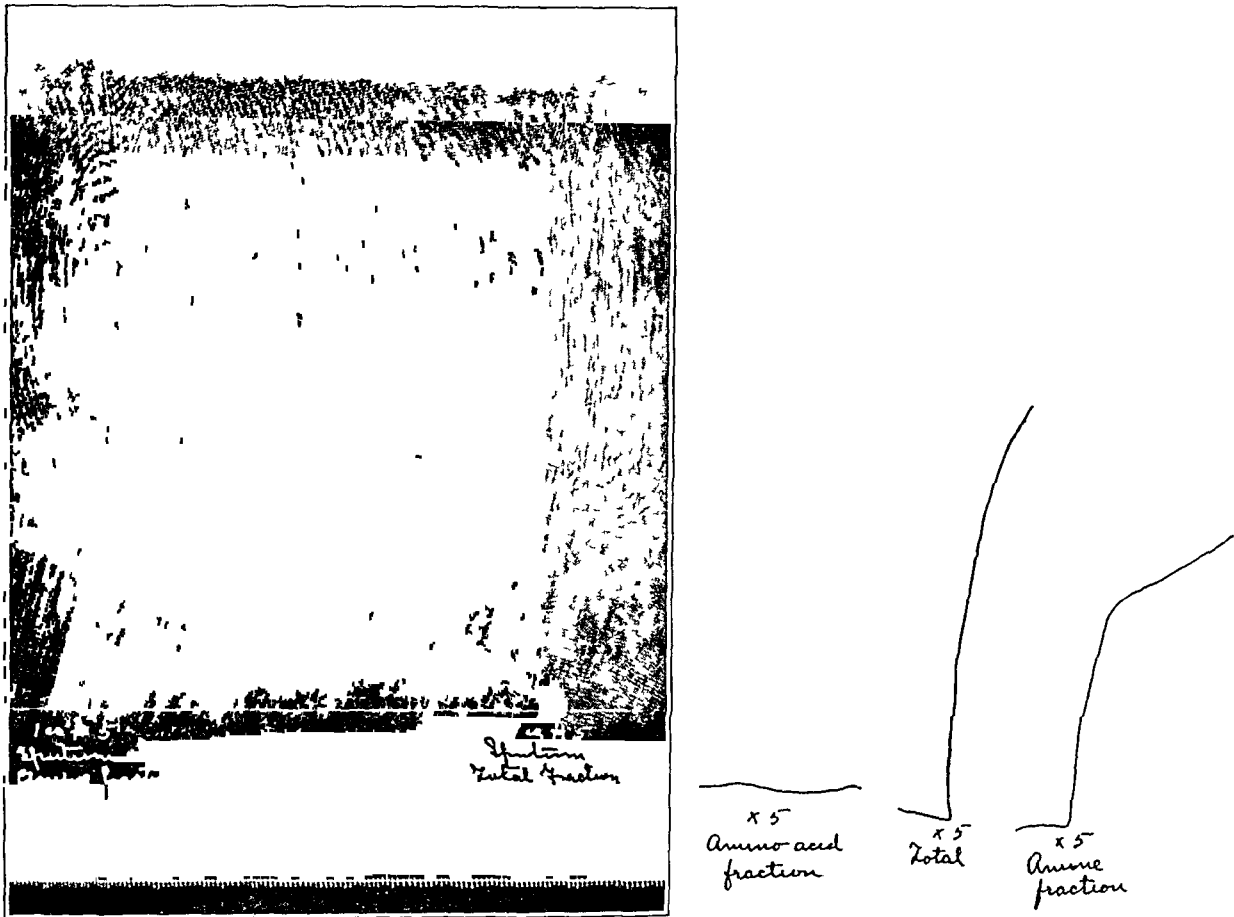 Sputum
Total Fraction
x 5
Amino acid
fraction
x 5
Total
x 5
Amine
fraction